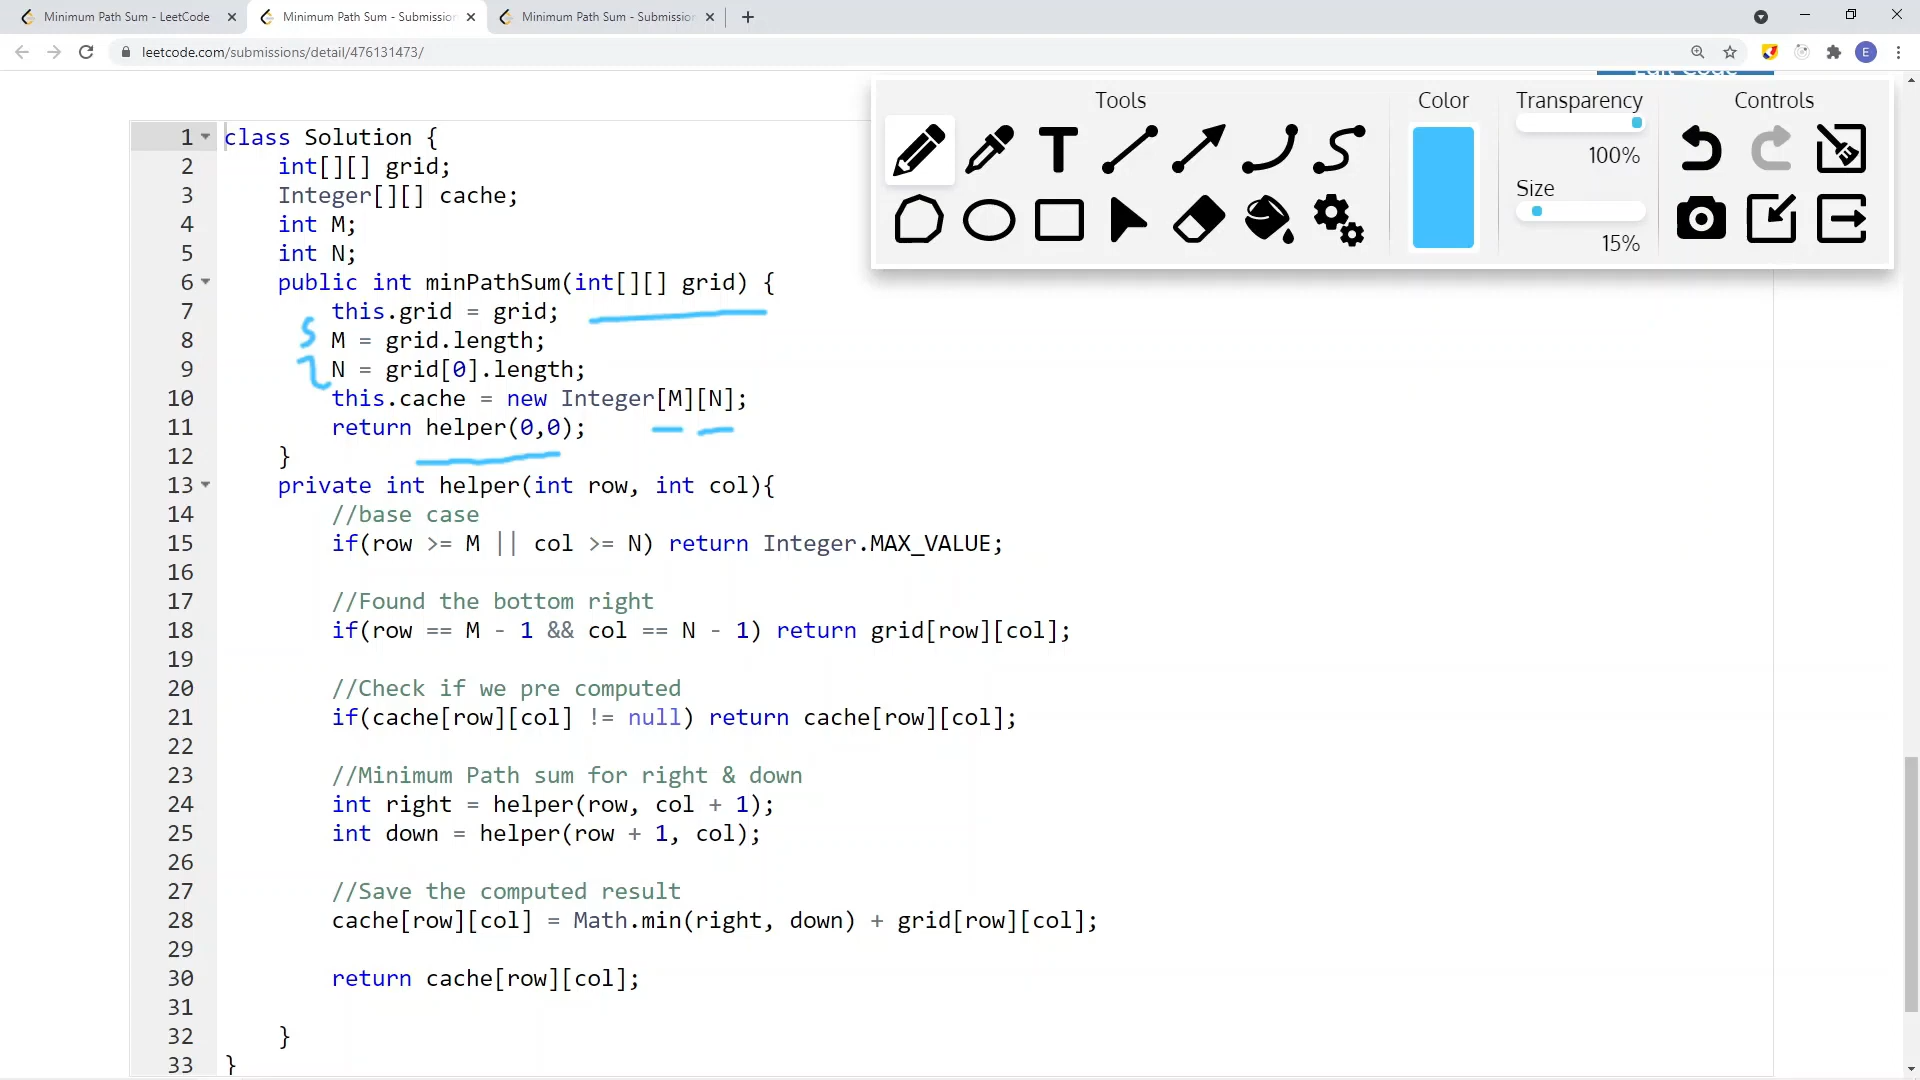 Minimum Path Sum - LeetCode
Minimum Path Sum - Submission
Minimum Path Sum - Submission
leetcode.com/submissions/detail/476131473/
E
Tools
Color
Transparency
100%
Size
15%
Controls
1 class Solution {
2 int[][] grid;
3 Integer[][] cache;
4 int M;
5 int N;
6 public int minPathSum(int[][] grid) {
7 this.grid = grid;
8 M = grid.length;
9 N = grid[0].length;
10 this.cache = new Integer[M][N];
11 return helper(0,0);
12 }
13 private int helper(int row, int col){
14 //base case
15 if(row >= M || col >= N) return Integer.MAX_VALUE;
16
17 //Found the bottom right
18 if(row == M - 1 && col == N - 1) return grid[row][col];
19
20 //Check if we pre computed
21 if(cache[row][col] != null) return cache[row][col];
22
23 //Minimum Path sum for right & down
24 int right = helper(row, col + 1);
25 int down = helper(row + 1, col);
26
27 //Save the computed result
28 cache[row][col] = Math.min(right, down) + grid[row][col];
29
30 return cache[row][col];
31
32 }
33 }